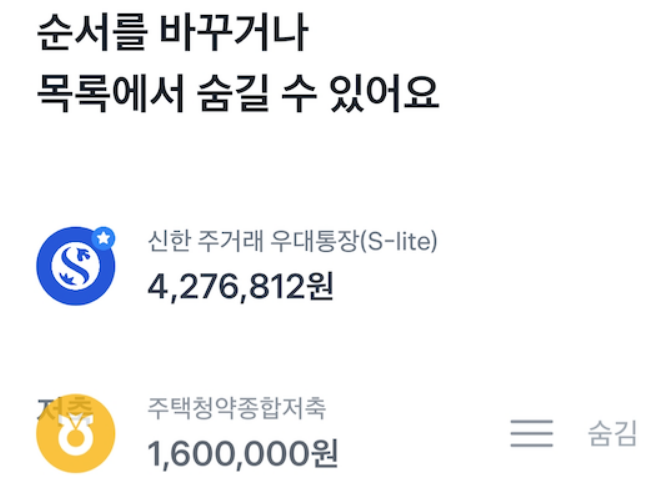 순서를 바꾸거나
목록에서 숨길 수 있어요
신한 주거래 우대통장(S-lite)
4,276,812원
저축
주택청약종합저축
1,600,000원
숨김